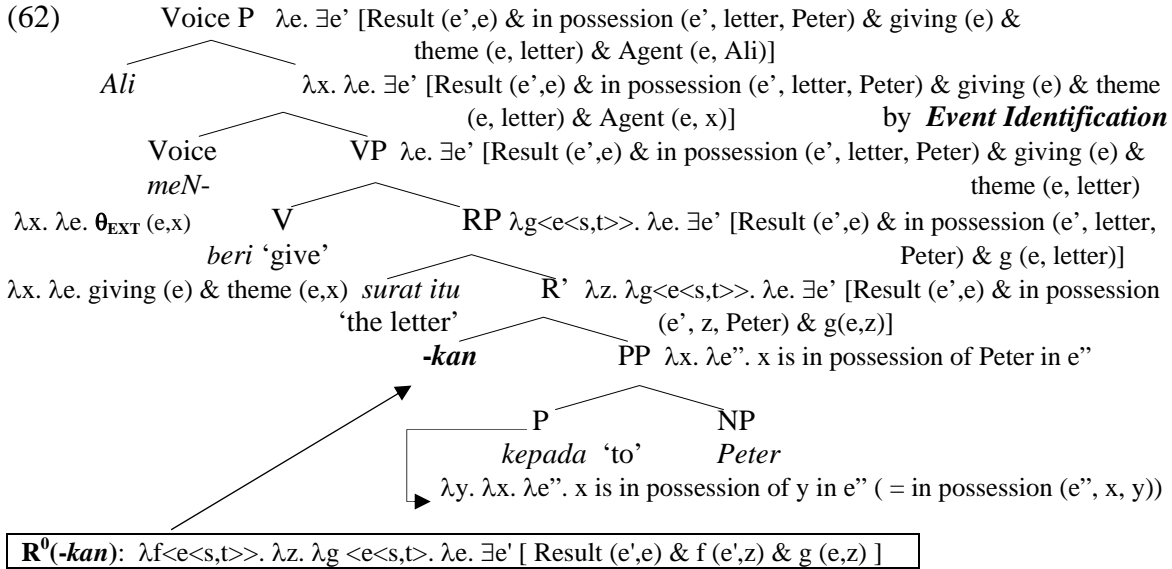 (62) Voice P λe. ∃e’ [Result (e’,e) & in possession (e’, letter, Peter) & giving (e) &
theme (e, letter) & Agent (e, Ali)]
Ali λx. λe. ∃e’ [Result (e’,e) & in possession (e’, letter, Peter) & giving (e) & theme
(e, letter) & Agent (e, x)] by Event Identification
Voice VP λe. ∃e’ [Result (e’,e) & in possession (e’, letter, Peter) & giving (e) &
meN- theme (e, letter)
λx. λe. θEXT (e,x) V RP λg<e<s,t>>. λe. ∃e’ [Result (e’,e) & in possession (e’, letter,
beri ‘give’ Peter) & g (e, letter)]
λx. λe. giving (e) & theme (e,x) surat itu R’ λz. λg<e<s,t>>. λe. ∃e’ [Result (e’,e) & in possession
‘the letter’ (e’, z, Peter) & g(e,z)]
-kan PP λx. λe”. x is in possession of Peter in e”
P NP
kepada ‘to’ Peter
λy. λx. λe”. x is in possession of y in e” ( = in possession (e”, x, y))
R⁰(-kan): λf<e<s,t>>. λz. λg <e<s,t>. λe. ∃e' [ Result (e',e) & f (e',z) & g (e,z) ]